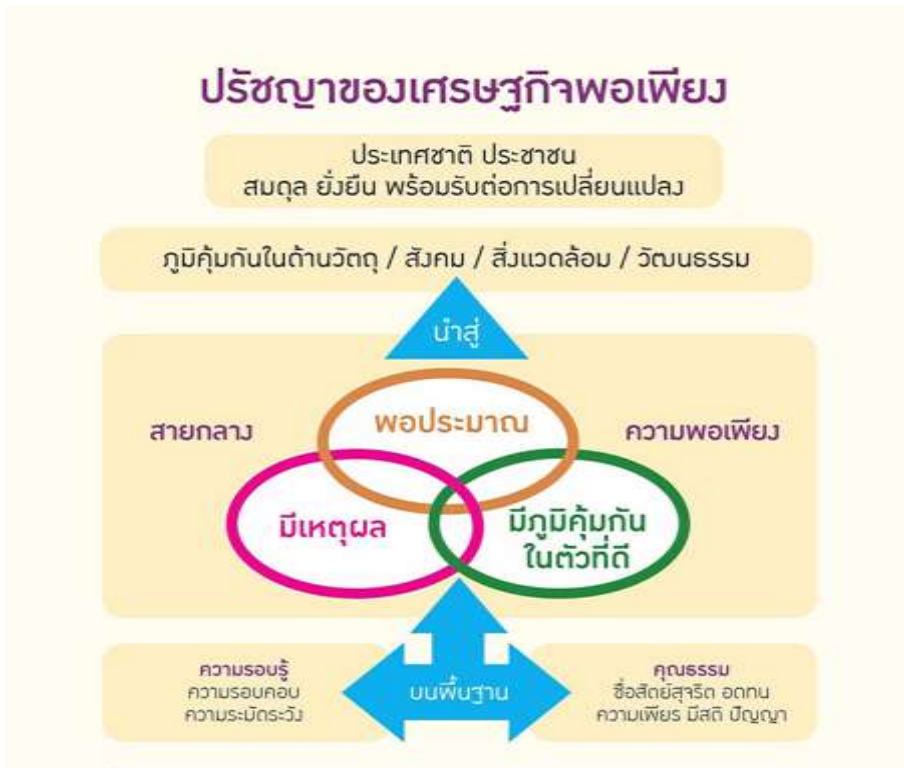 ปรัชญาของเศรษฐกิจพอเพียง
ประเทศชาติ ประชาชน
สมดุล ยั่งยืน พร้อมรับต่อการเปลี่ยนแปลง
ภูมิคุ้มกันในด้านวัตถุ / สังคม / สิ่งแวดล้อม / วัฒนธรรม
นำสู่
สายกลาง
พอประมาณ
ความพอเพียง
มีเหตุผล
มีภูมิคุ้มกัน
ในตัวที่ดี
ความรอบรู้
ความรอบคอบ
ความระมัดระวัง
บนพื้นฐาน
คุณธรรม
ซื่อสัตย์สุจริต อดทน
ความเพียร มีสติ ปัญญา